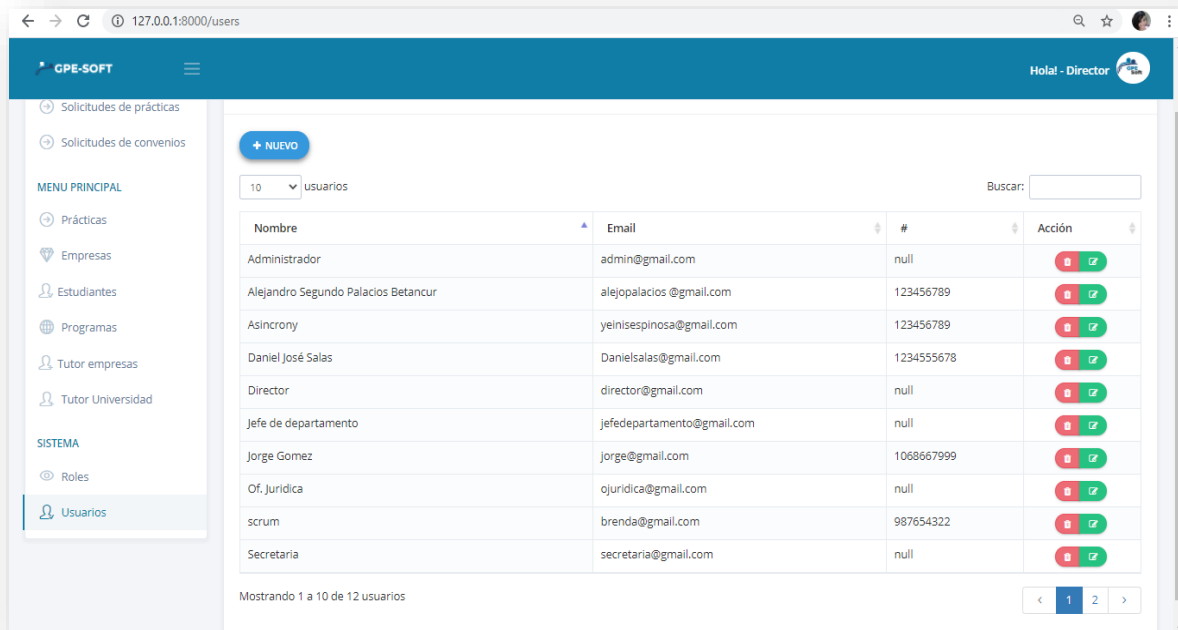 127.0.0.1:8000/users
GPE-SOFT
Hola! - Director
GPE
Soft
Solicitudes de prácticas
Solicitudes de convenios
MENU PRINCIPAL
Prácticas
Empresas
Estudiantes
Programas
Tutor empresas
Tutor Universidad
SISTEMA
Roles
Usuarios
+ NUEVO
10 usuarios
Buscar:
Nombre Email # Acción
Administrador admin@gmail.com null
Alejandro Segundo Palacios Betancur alejopalacios @gmail.com 123456789
Asincrony yeinisespinosa@gmail.com 123456789
Daniel José Salas Danielsalas@gmail.com 1234555678
Director director@gmail.com null
Jefe de departamento jefedepartamento@gmail.com null
Jorge Gomez jorge@gmail.com 1068667999
Of. Juridica ojuridica@gmail.com null
scrum brenda@gmail.com 987654322
Secretaria secretaria@gmail.com null
Mostrando 1 a 10 de 12 usuarios
< 1 2 >